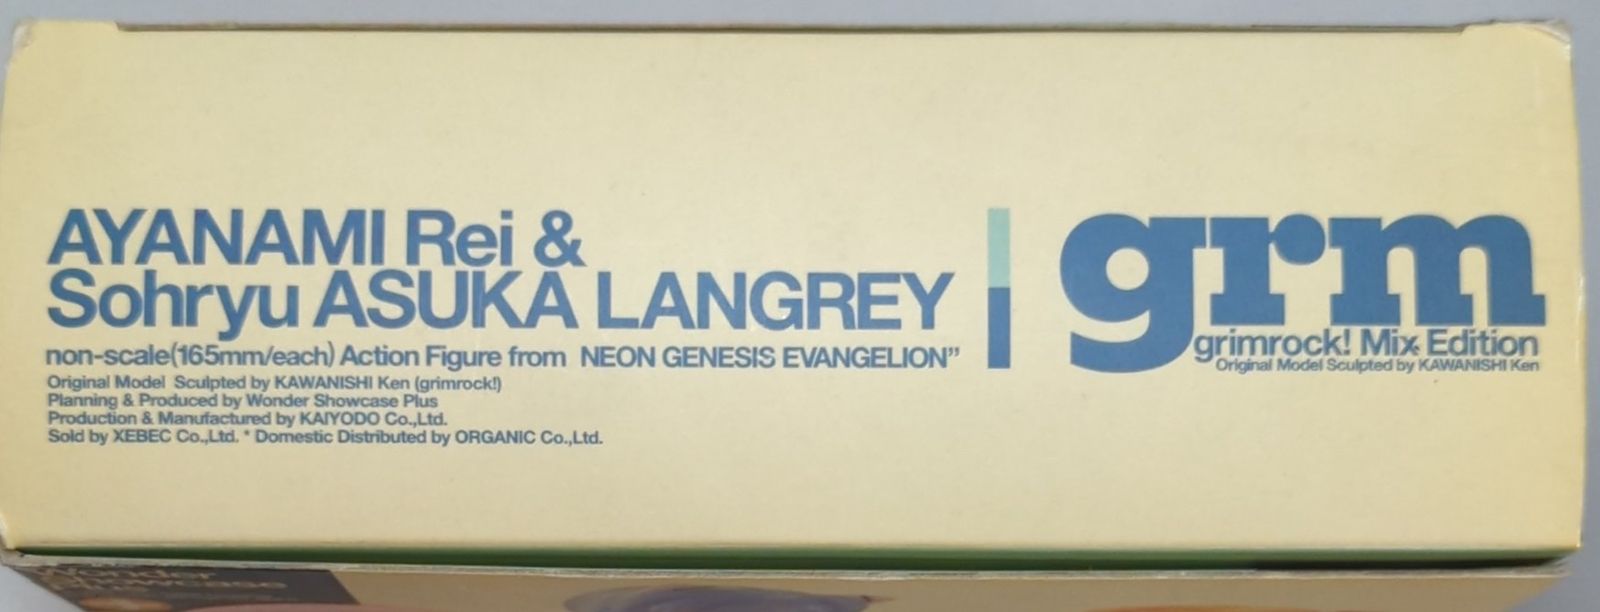 AYANAMI Rei &
Sohryu ASUKA LANGREY
non-scale(165mm/each) Action Figure from NEON GENESIS EVANGELION”
Original Model Sculpted by KAWANISHI Ken (grimrock!)
Planning & Produced by Wonder Showcase Plus
Production & Manufactured by KAIYODO Co.,Ltd.
Sold by XEBEC Co.,Ltd. * Domestic Distributed by ORGANIC Co.,Ltd.
grm
grimrock! Mix Edition
Original Model Sculpted by KAWANISHI Ken
Wonder
Showcase